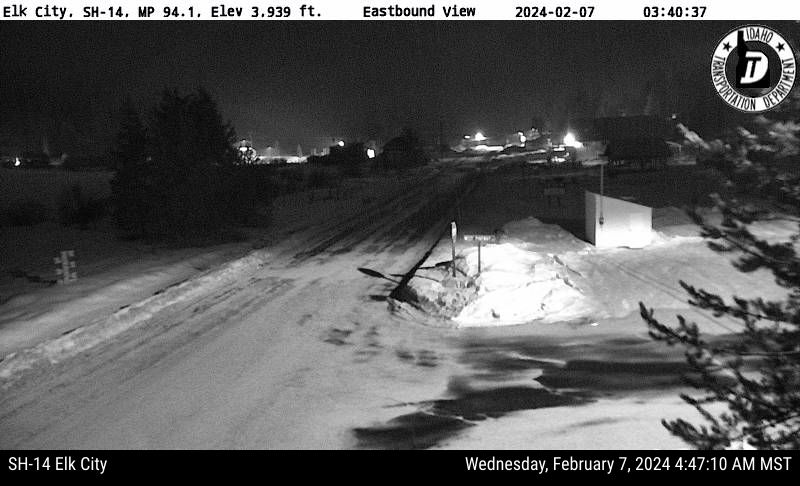 Elk City, SH-14, MP 94.1, Elev 3,939 ft. Eastbound View 2024-02-07 03:40:37
IDAHO
TRANSPORTATION DEPARTMENT
SH-14 Elk City Wednesday, February 7, 2024 4:47:10 AM MST